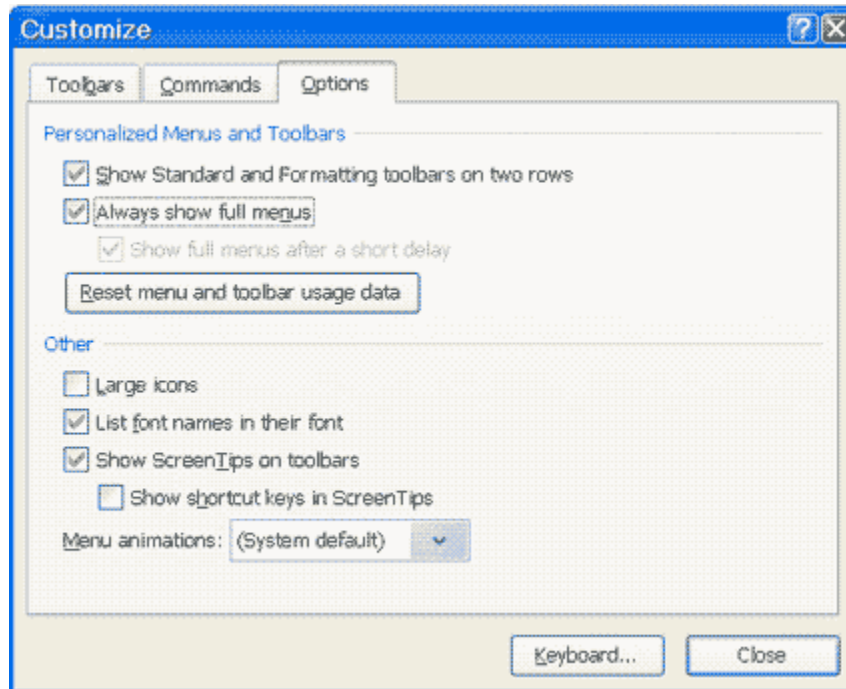 Customize
Toolbars Commands Options
Personalized Menus and Toolbars
Show Standard and Formatting toolbars on two rows
Always show full menus
Show full menus after a short delay
Reset menu and toolbar usage data
Other
Large icons
List font names in their font
Show ScreenTips on toolbars
Show shortcut keys in ScreenTips
Menu animations: (System default)
Keyboard... Close